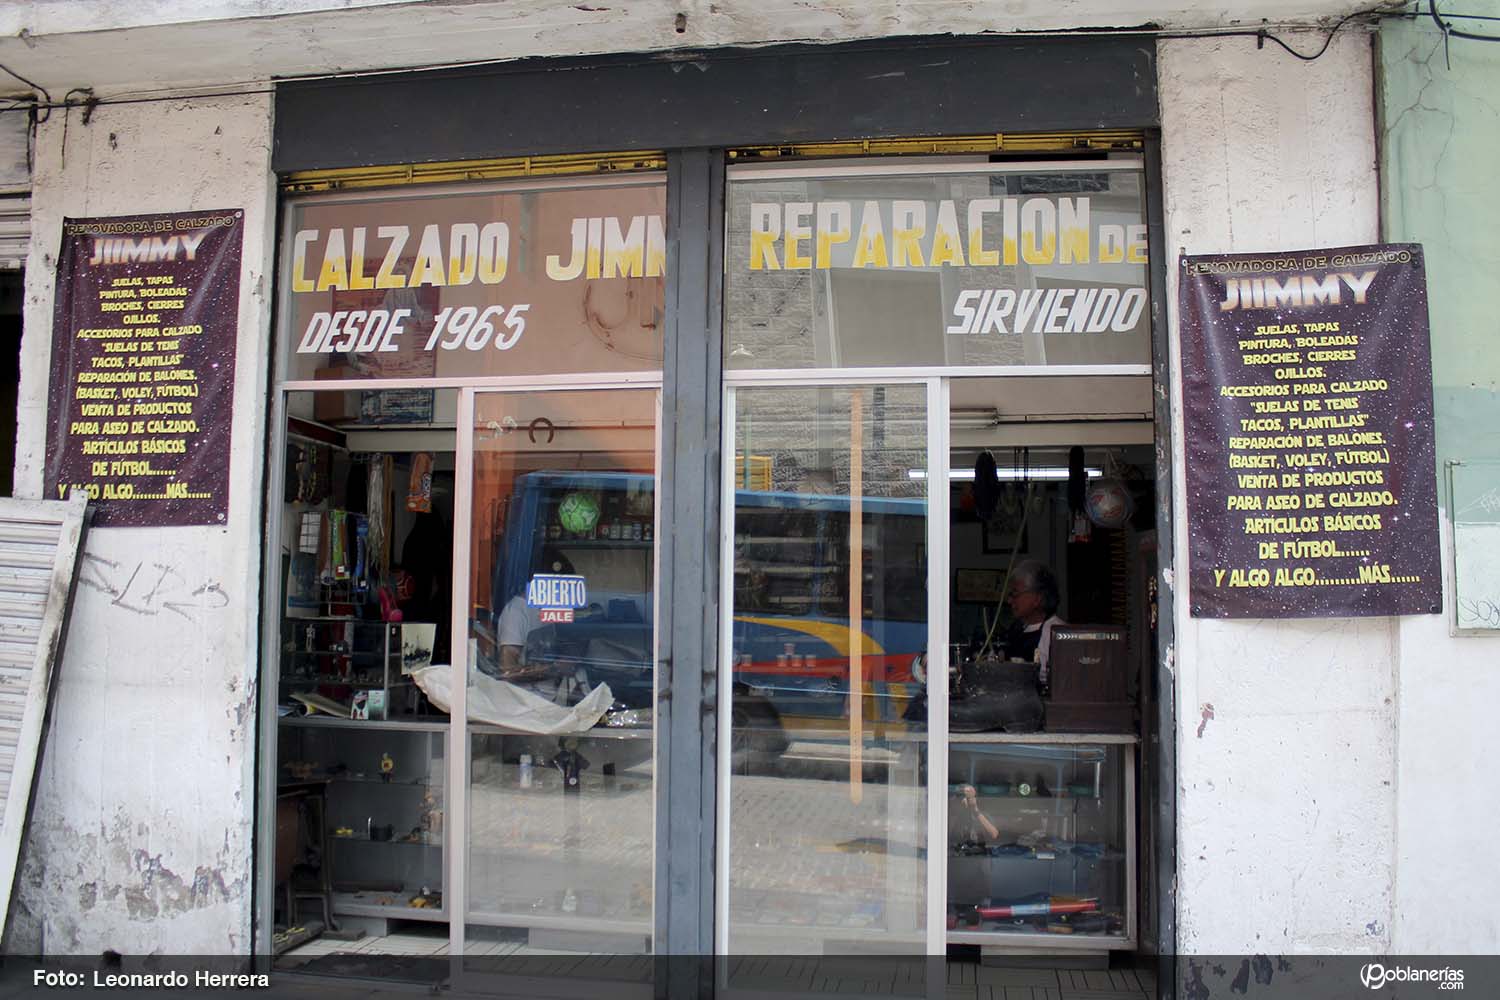 RENOVADORA DE CALZADO
JIIMMY
SUELAS, TAPAS
PINTURA, BOLEADAS
BROCHES, CIERRES
OJILLOS.
ACCESORIOS PARA CALZADO
"SUELAS DE TENIS
TACOS, PLANTILLAS"
REPARACIÓN DE BALONES.
(BASKET, VOLEY, FÚTBOL)
VENTA DE PRODUCTOS
PARA ASEO DE CALZADO.
ARTÍCULOS BÁSICOS
DE FÚTBOL......
Y ALGO ALGO.........MÁS......
CALZADO JIMM
DESDE 1965
REPARACION DE
SIRVIENDO
ABIERTO
JALE
RENOVADORA DE CALZADO
JIIMMY
SUELAS, TAPAS
PINTURA, BOLEADAS
BROCHES, CIERRES
OJILLOS.
ACCESORIOS PARA CALZADO
"SUELAS DE TENIS
TACOS, PLANTILLAS"
REPARACIÓN DE BALONES.
(BASKET, VOLEY, FÚTBOL)
VENTA DE PRODUCTOS
PARA ASEO DE CALZADO.
ARTÍCULOS BÁSICOS
DE FÚTBOL......
Y ALGO ALGO.........MÁS......
Foto: Leonardo Herrera
Poblanerías
.com